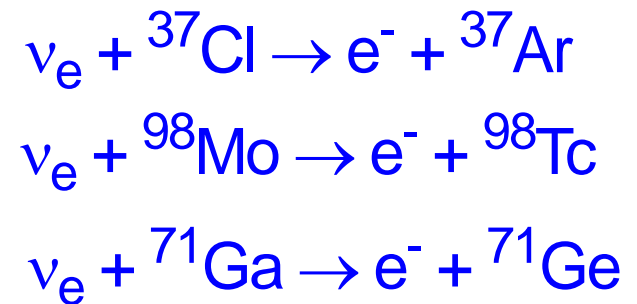 νₑ + ³⁷Cl → e⁻ + ³⁷Ar
νₑ + ⁹⁸Mo → e⁻ + ⁹⁸Tc
νₑ + ⁷¹Ga → e⁻ + ⁷¹Ge